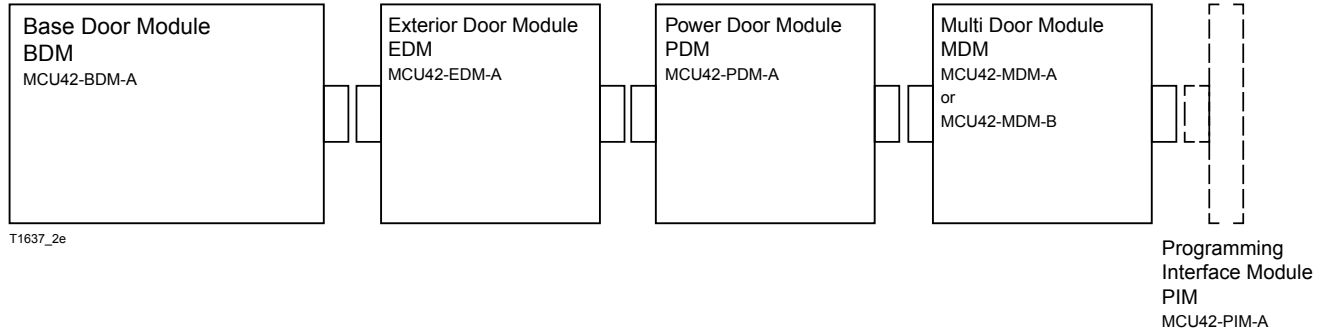 Base Door Module
BDM
MCU42-BDM-A
Exterior Door Module
EDM
MCU42-EDM-A
Power Door Module
PDM
MCU42-PDM-A
Multi Door Module
MDM
MCU42-MDM-A
or
MCU42-MDM-B
T1637_2e
Programming
Interface Module
PIM
MCU42-PIM-A